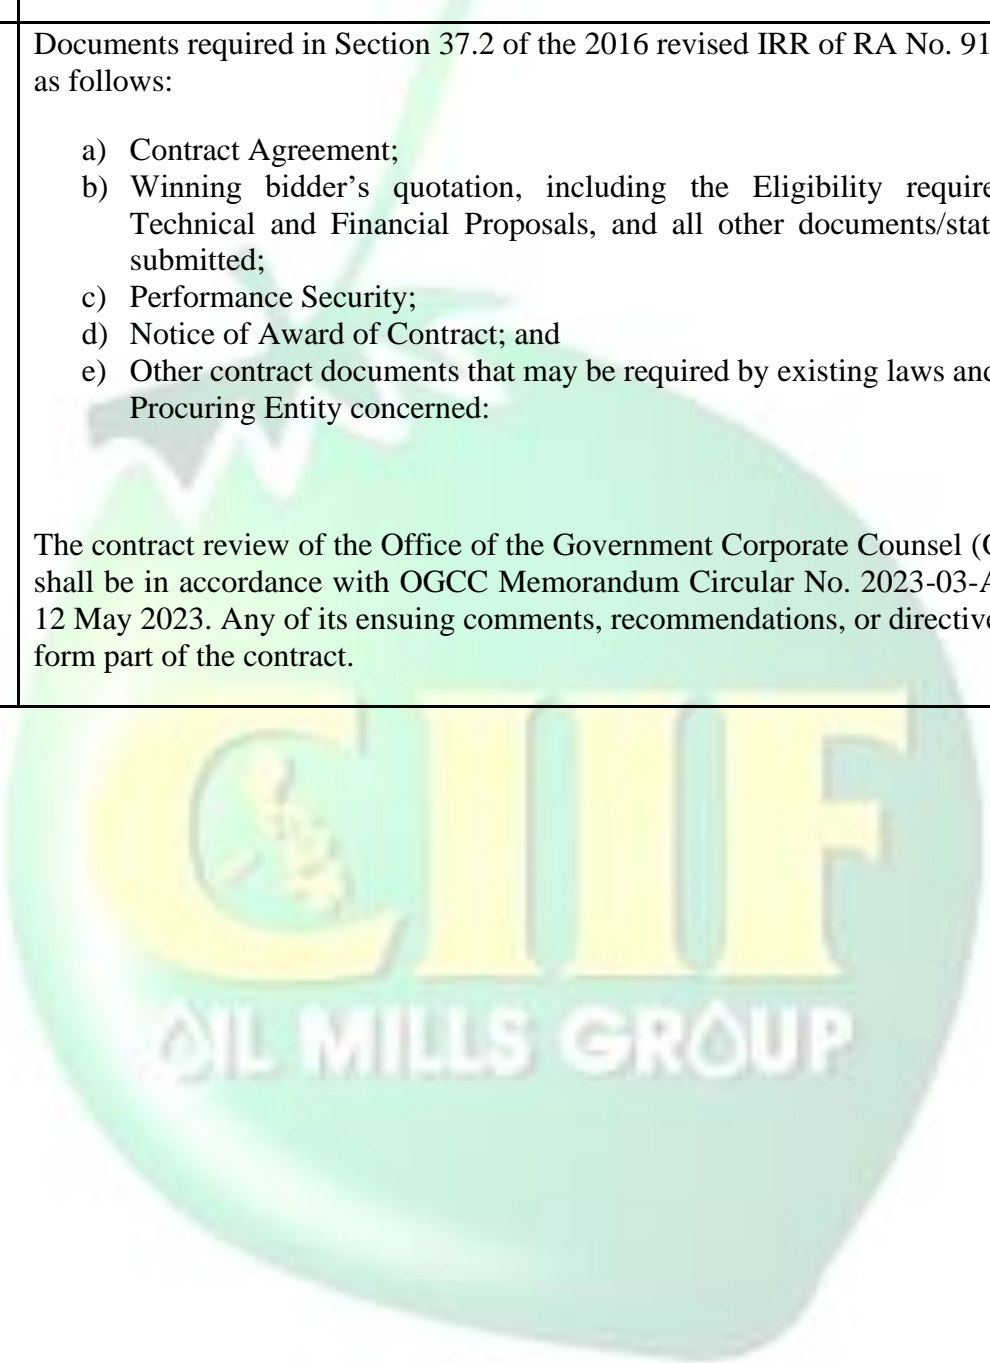 Documents required in Section 37.2 of the 2016 revised IRR of RA No. 91
as follows:
a) Contract Agreement;
b) Winning bidder’s quotation, including the Eligibility require
Technical and Financial Proposals, and all other documents/stat
submitted;
c) Performance Security;
d) Notice of Award of Contract; and
e) Other contract documents that may be required by existing laws and
Procuring Entity concerned:
The contract review of the Office of the Government Corporate Counsel (
shall be in accordance with OGCC Memorandum Circular No. 2023-03-A
12 May 2023. Any of its ensuing comments, recommendations, or directive
form part of the contract.
CIIF
OIL MILLS GROUP